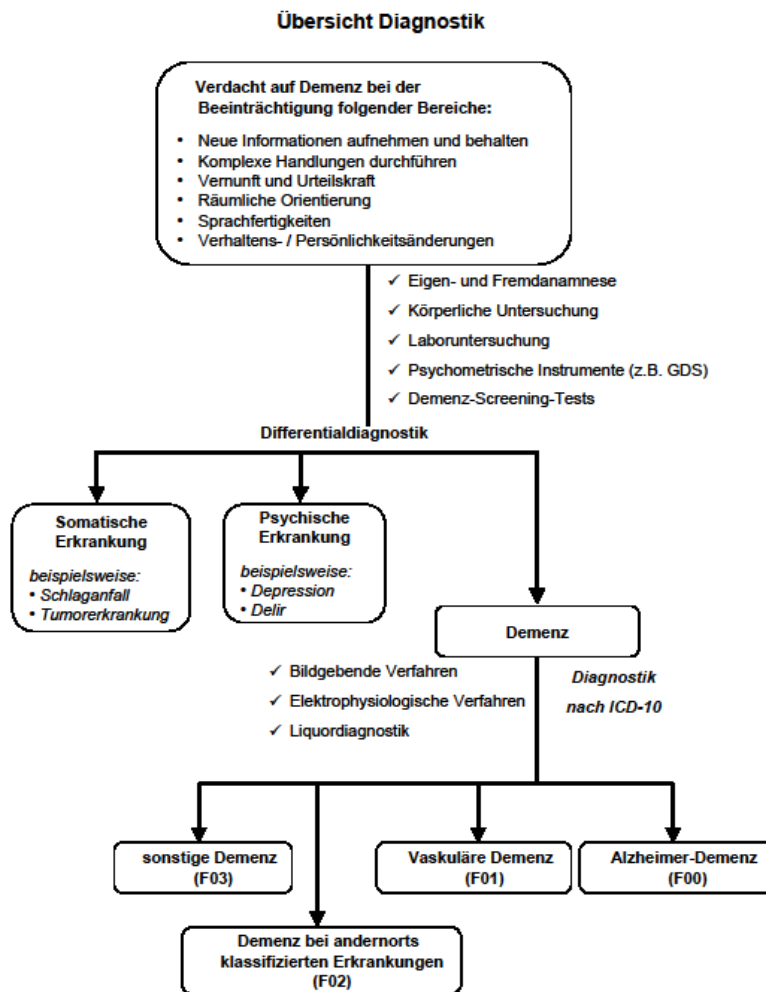 Übersicht Diagnostik
Verdacht auf Demenz bei der
Beeinträchtigung folgender Bereiche:
• Neue Informationen aufnehmen und behalten
• Komplexe Handlungen durchführen
• Vernunft und Urteilskraft
• Räumliche Orientierung
• Sprachfertigkeiten
• Verhaltens- / Persönlichkeitsänderungen
✓ Eigen- und Fremdanamnese
✓ Körperliche Untersuchung
✓ Laboruntersuchung
✓ Psychometrische Instrumente (z.B. GDS)
✓ Demenz-Screening-Tests
Differentialdiagnostik
Somatische
Erkrankung
beispielsweise:
• Schlaganfall
• Tumorerkrankung
Psychische
Erkrankung
beispielsweise:
• Depression
• Delir
Demenz
✓ Bildgebende Verfahren
✓ Elektrophysiologische Verfahren
✓ Liquordiagnostik
Diagnostik
nach ICD-10
sonstige Demenz
(F03)
Vaskuläre Demenz
(F01)
Alzheimer-Demenz
(F00)
Demenz bei andernorts
klassifizierten Erkrankungen
(F02)